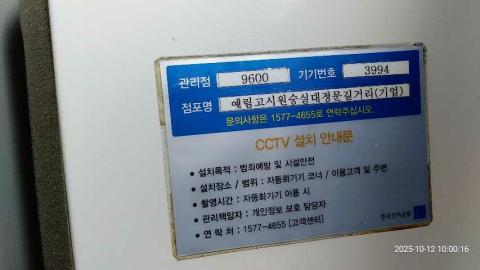 관리점 9600 기기번호 3994
점포명 예림고시원숭실대정문길거리(기업)
문의사항은 1577-4655로 연락주십시오.
CCTV 설치 안내문
• 설치목적 : 범죄예방 및 시설안전
• 설치장소 / 범위 : 자동화기기 코너 / 이용고객 및 주변
• 촬영시간 : 자동화기기 이용 시
• 관리책임자 : 개인정보 보호 담당자
• 연 락 처 : 1577-4655 [고객센터]
한국전자금융
2025-10-12 10:00:16